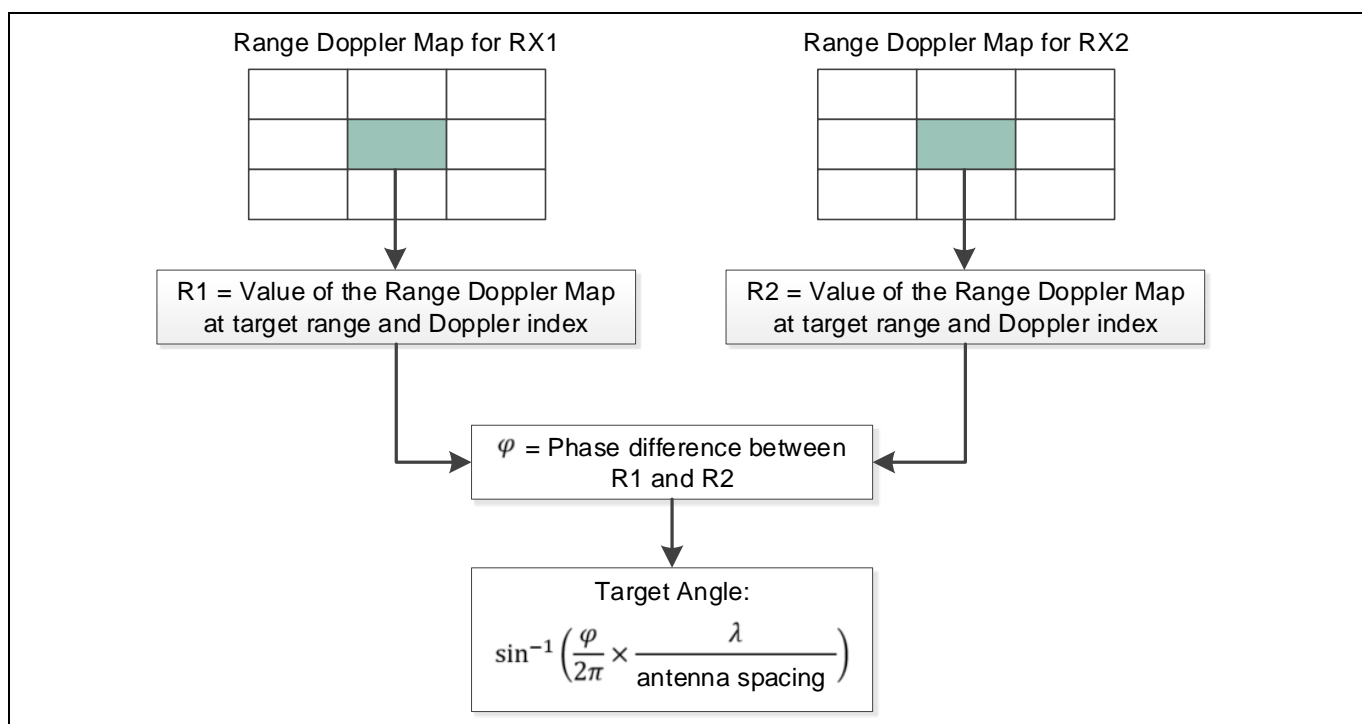 Range Doppler Map for RX1
Range Doppler Map for RX2
R1 = Value of the Range Doppler Map
at target range and Doppler index
R2 = Value of the Range Doppler Map
at target range and Doppler index
φ = Phase difference between
R1 and R2
Target Angle:
sin⁻¹(φ/2π × λ/antenna spacing)